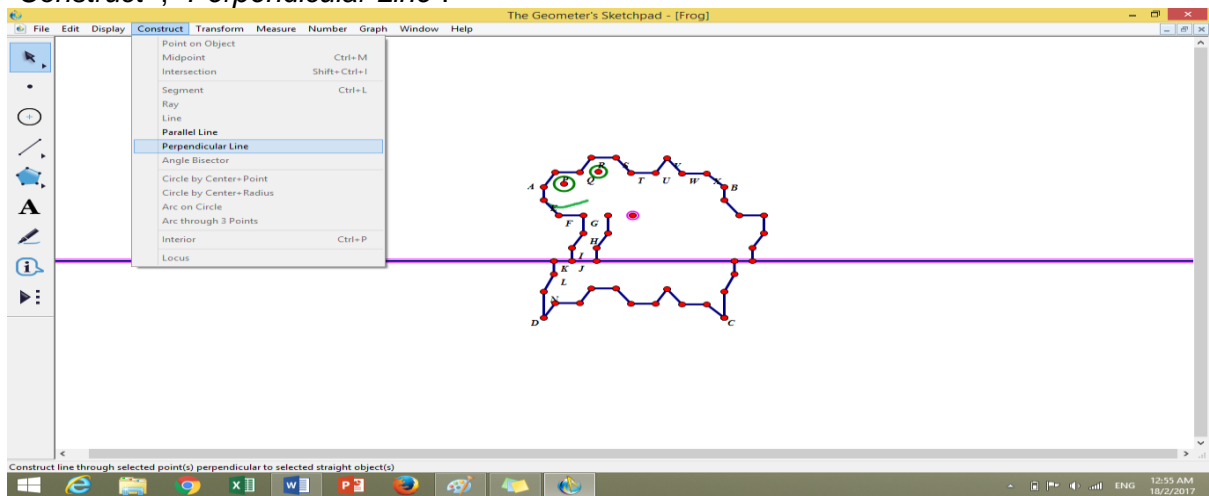 "Construct", "Perpendicular Line".
The Geometer's Sketchpad - [Frog]
File Edit Display Construct Transform Measure Number Graph Window Help
Point on Object
Midpoint Ctrl+M
Intersection Shift+Ctrl+I
Segment Ctrl+L
Ray
Line
Parallel Line
Perpendicular Line
Angle Bisector
Circle by Center+Point
Circle by Center+Radius
Arc on Circle
Arc through 3 Points
Interior Ctrl+P
Locus
A
R S V
A P Q T U W X B
E
F G
H
I
K J
L
N
D C
Construct line through selected point(s) perpendicular to selected straight object(s)
ENG
12:55 AM
18/2/2017